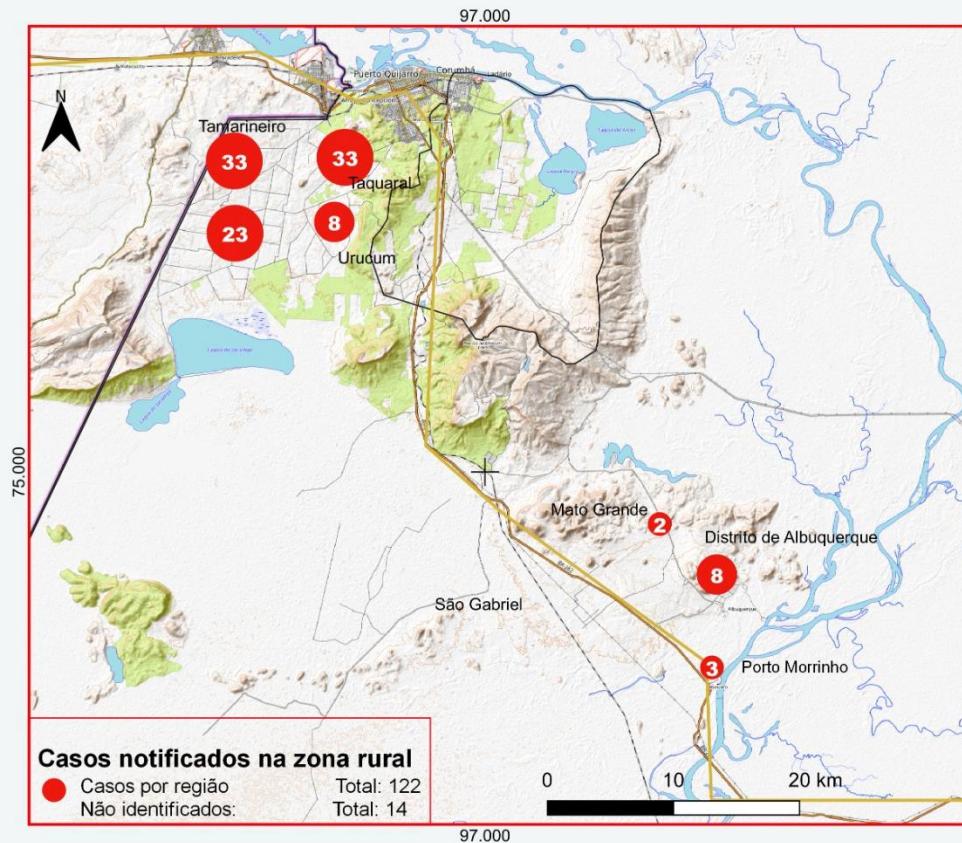 97.000
Puerto Quijarro
Corumbá
Ladário
N
Tamarineiro
33
33
Taquaral
23
8
Urucum
75.000
Mato Grande
2
Distrito de Albuquerque
8
Albuquerque
São Gabriel
3
Porto Morrinho
Casos notificados na zona rural
Casos por região Total: 122
Não identificados: Total: 14
0 10 20 km
97.000